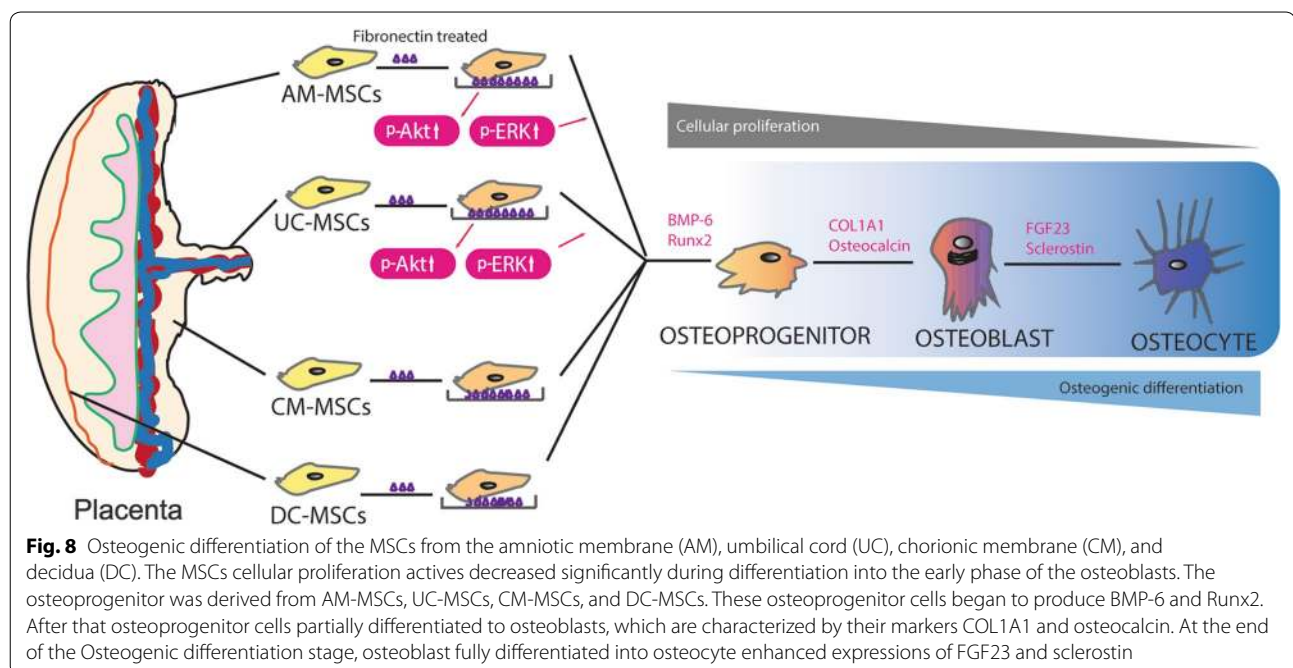 Fibronectin treated
AM-MSCs
p-Akt⬆ p-ERK⬆
UC-MSCs
p-Akt⬆ p-ERK⬆
CM-MSCs
DC-MSCs
Placenta
Cellular proliferation
BMP-6
Runx2
COL1A1
Osteocalcin
FGF23
Sclerostin
OSTEOPROGENITOR
OSTEOBLAST
OSTEOCYTE
Osteogenic differentiation
Fig. 8 Osteogenic differentiation of the MSCs from the amniotic membrane (AM), umbilical cord (UC), chorionic membrane (CM), and
decidua (DC). The MSCs cellular proliferation actives decreased significantly during differentiation into the early phase of the osteoblasts. The
osteoprogenitor was derived from AM-MSCs, UC-MSCs, CM-MSCs, and DC-MSCs. These osteoprogenitor cells began to produce BMP-6 and Runx2.
After that osteoprogenitor cells partially differentiated to osteoblasts, which are characterized by their markers COL1A1 and osteocalcin. At the end
of the Osteogenic differentiation stage, osteoblast fully differentiated into osteocyte enhanced expressions of FGF23 and sclerostin